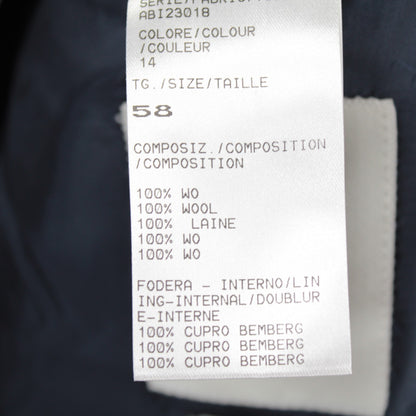 ABI23018
COLORE/COLOUR
/COULEUR
14
TG./SIZE/TAILLE
58
COMPOSIZ./COMPOSITION
/COMPOSITION
100% WO
100% WOOL
100% LAINE
100% WO
100% WO
FODERA - INTERNO/LIN
ING-INTERNAL/DOUBLUR
E-INTERNE
100% CUPRO BEMBERG
100% CUPRO BEMBERG
100% CUPRO BEMBERG